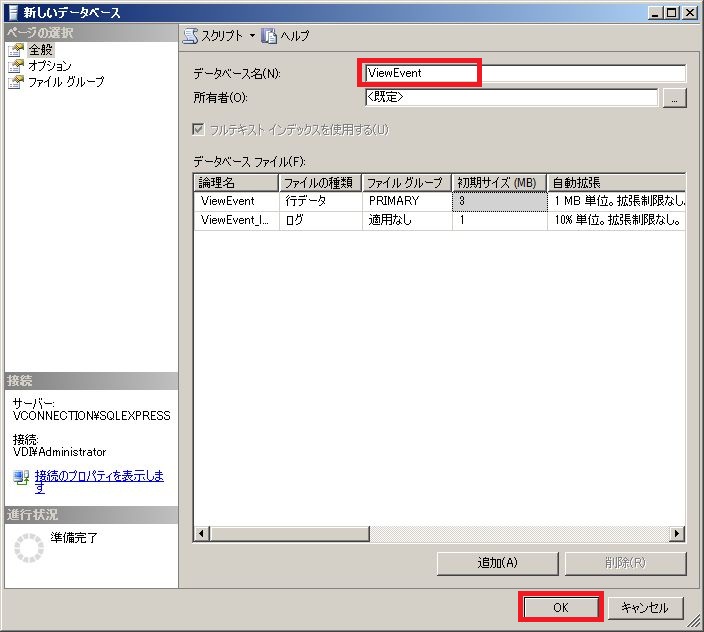 新しいデータベース
ページの選択
全般
オプション
ファイル グループ
スクリプト
ヘルプ
データベース名(N):
ViewEvent
所有者(O):
<既定>
...
フルテキスト インデックスを使用する(U)
データベース ファイル(F):
論理名 ファイルの種類 ファイル グループ 初期サイズ (MB) 自動拡張
ViewEvent 行データ PRIMARY 3 1 MB 単位。拡張制限なし。
ViewEvent_l... ログ 適用なし 1 10% 単位。拡張制限なし。
接続
サーバー:
VCONNECTION¥SQLEXPRESS
接続:
VDI¥Administrator
接続のプロパティを表示しま
す
進行状況
準備完了
追加(A)
削除(R)
OK
キャンセル